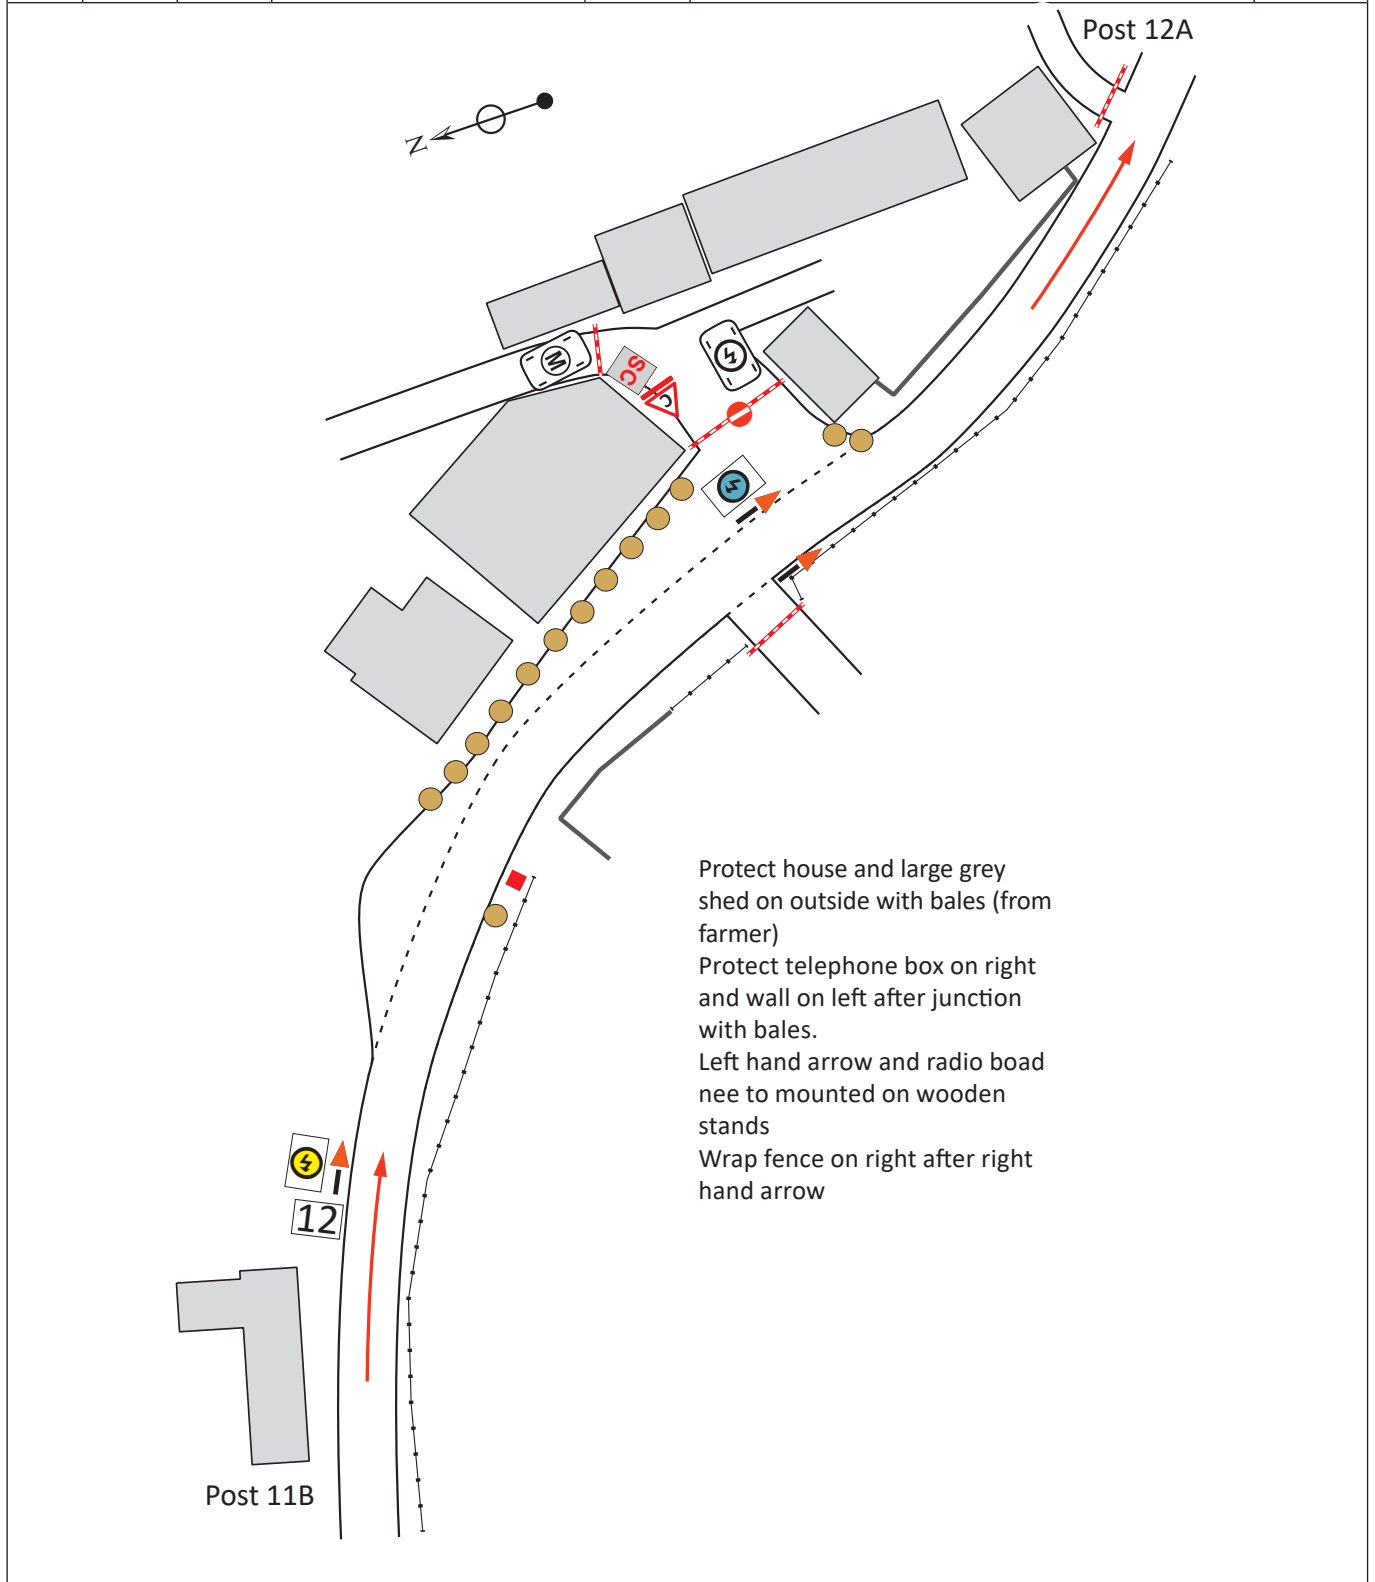 Post 12A
N
M
SC
C
Protect house and large grey
shed on outside with bales (from
farmer)
Protect telephone box on right
and wall on left after junction
with bales.
Left hand arrow and radio boad
nee to mounted on wooden
stands
Wrap fence on right after right
hand arrow
12
Post 11B